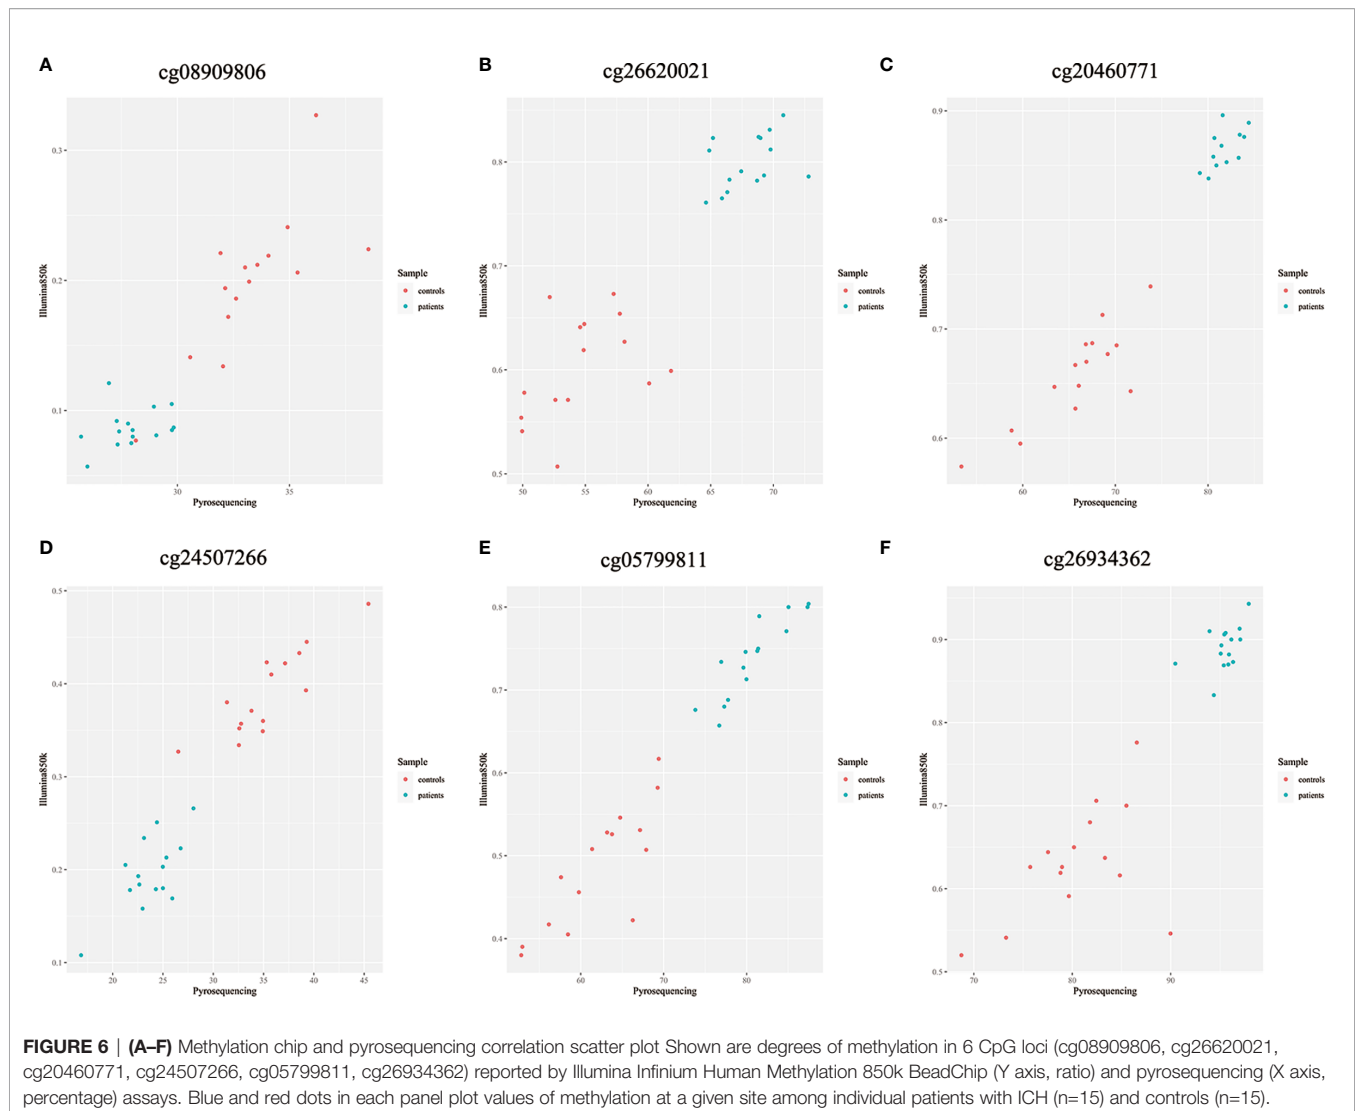 A
cg08909806
0.3
0.2
0.1
Illumina850k
30
35
Pyrosequencing
Sample
controls
patients
B
cg26620021
0.8
0.7
0.6
0.5
Illumina850k
50
55
60
65
70
Pyrosequencing
Sample
controls
patients
C
cg20460771
0.9
0.8
0.7
0.6
Illumina850k
60
70
80
Pyrosequencing
Sample
controls
patients
D
cg24507266
0.5
0.4
0.3
0.2
0.1
Illumina850k
20
25
30
35
40
45
Pyrosequencing
Sample
controls
patients
E
cg05799811
0.8
0.7
0.6
0.5
0.4
Illumina850k
60
70
80
Pyrosequencing
Sample
controls
patients
F
cg26934362
0.9
0.8
0.7
0.6
0.5
Illumina850k
70
80
90
Pyrosequencing
Sample
controls
patients
FIGURE 6 | (A–F) Methylation chip and pyrosequencing correlation scatter plot Shown are degrees of methylation in 6 CpG loci (cg08909806, cg26620021,
cg20460771, cg24507266, cg05799811, cg26934362) reported by Illumina Infinium Human Methylation 850k BeadChip (Y axis, ratio) and pyrosequencing (X axis,
percentage) assays. Blue and red dots in each panel plot values of methylation at a given site among individual patients with ICH (n=15) and controls (n=15).